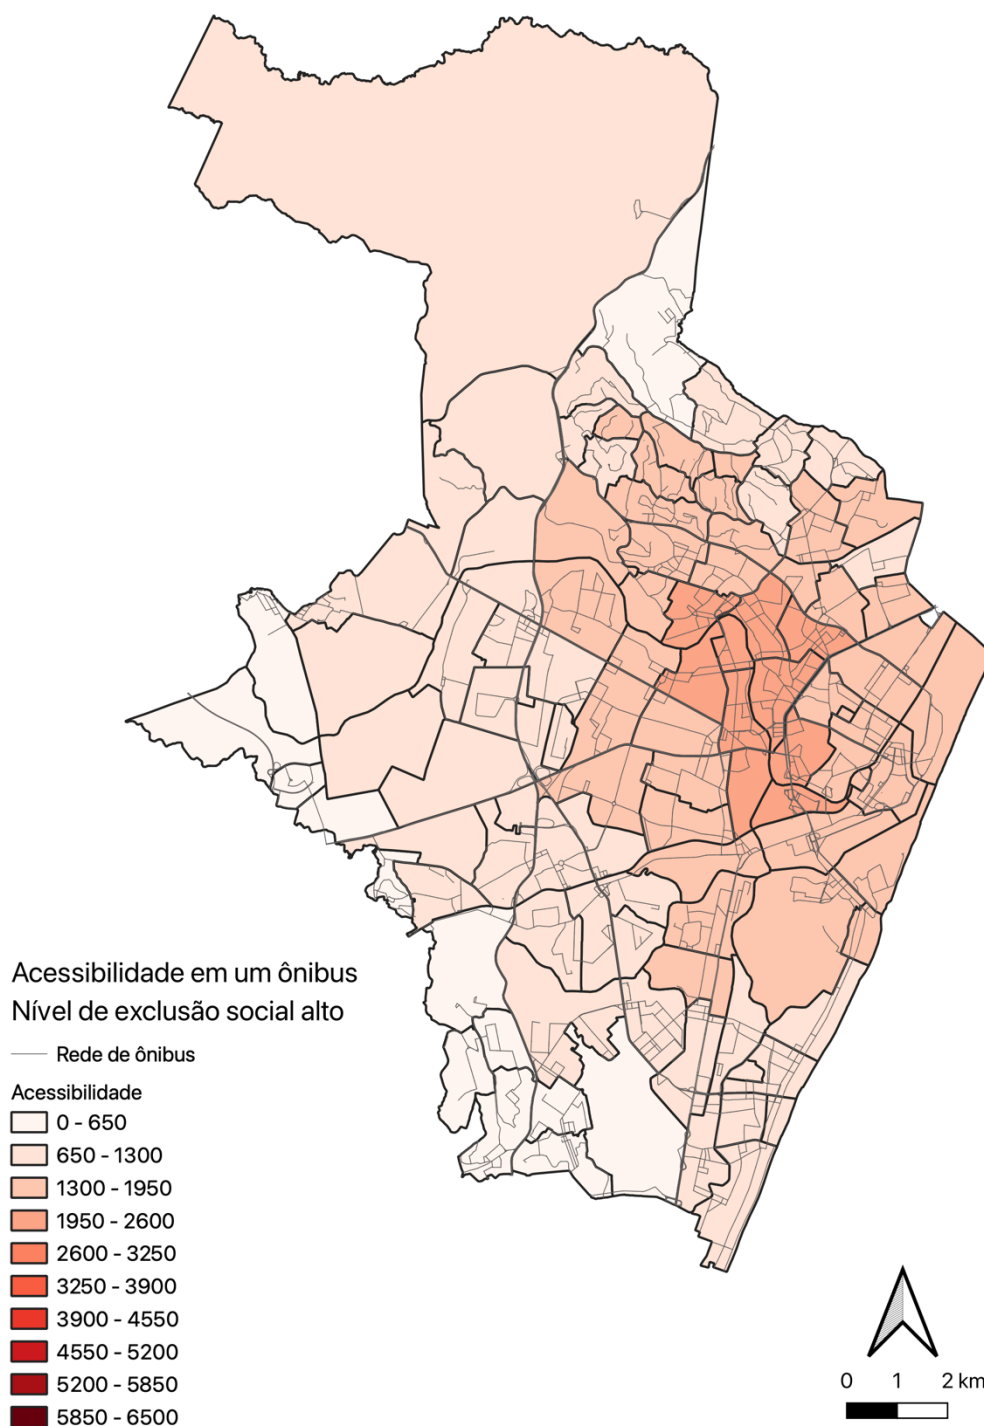 Acessibilidade em um ônibus
Nível de exclusão social alto
Rede de ônibus
Acessibilidade
0 - 650
650 - 1300
1300 - 1950
1950 - 2600
2600 - 3250
3250 - 3900
3900 - 4550
4550 - 5200
5200 - 5850
5850 - 6500
0 1 2 km